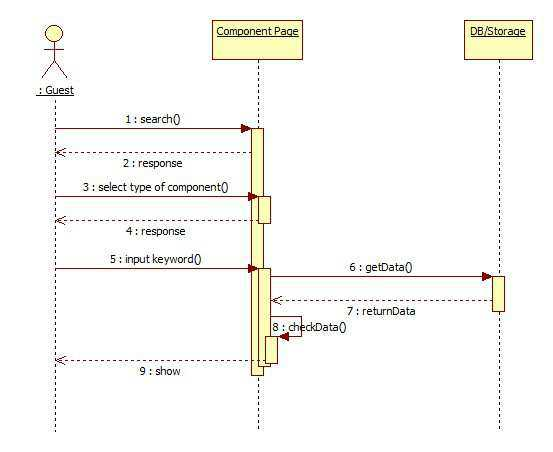 Component Page
DB/Storage
: Guest
1 : search()
2 : response
3 : select type of component()
4 : response
5 : input keyword()
6 : getData()
7 : returnData
8 : checkData()
9 : show